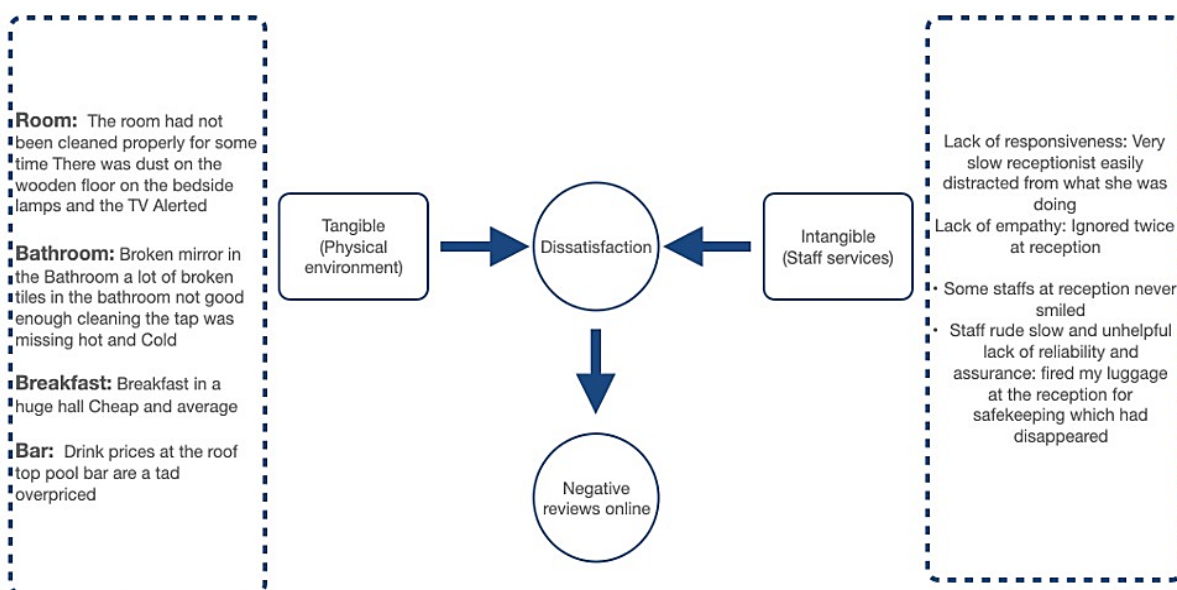 Room: The room had not
been cleaned properly for some
time There was dust on the
wooden floor on the bedside
lamps and the TV Alerted
Bathroom: Broken mirror in
the Bathroom a lot of broken
tiles in the bathroom not good
enough cleaning the tap was
missing hot and Cold
Breakfast: Breakfast in a
huge hall Cheap and average
Bar: Drink prices at the roof
top pool bar are a tad
overpriced
Tangible
(Physical
environment)
Dissatisfaction
Negative
reviews online
Intangible
(Staff services)
Lack of responsiveness: Very
slow receptionist easily
distracted from what she was
doing
Lack of empathy: Ignored twice
at reception
• Some staffs at reception never
smiled
• Staff rude slow and unhelpful
lack of reliability and
assurance: fired my luggage
at the reception for
safekeeping which had
disappeared